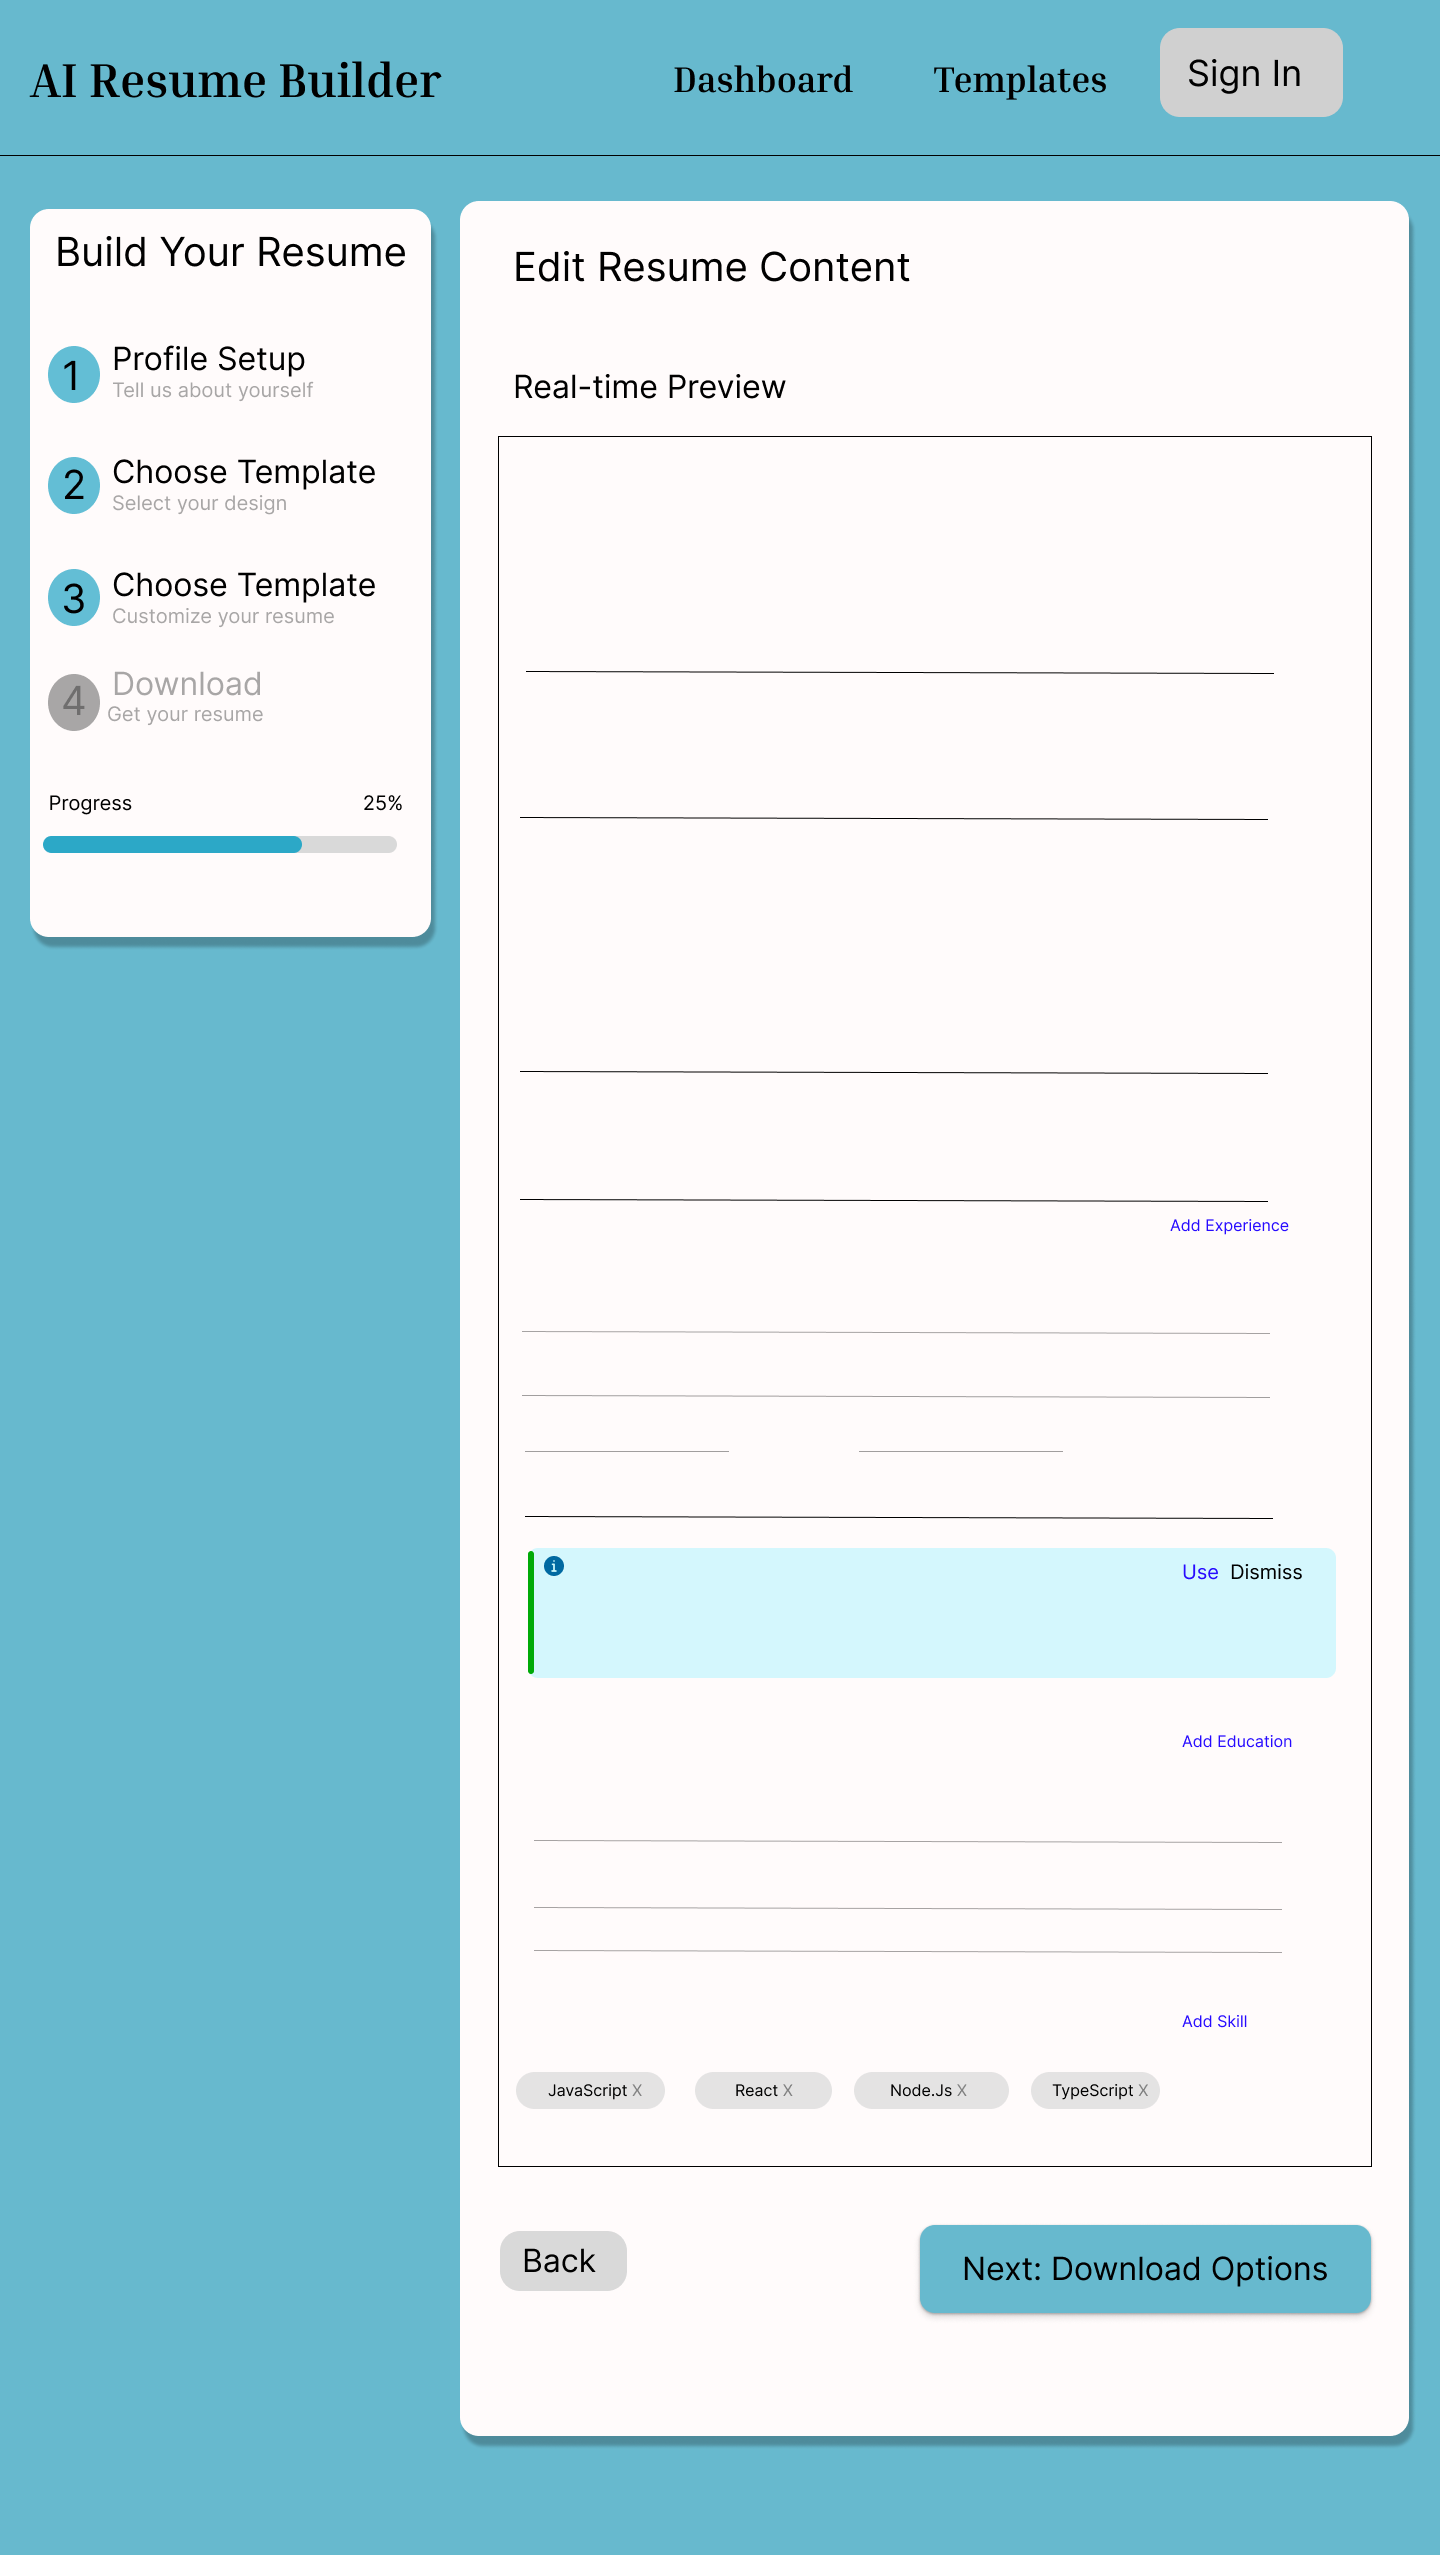 AI Resume Builder
Dashboard
Templates
Sign In
Build Your Resume
1
Profile Setup
Tell us about yourself
2
Choose Template
Select your design
3
Choose Template
Customize your resume
4
Download
Get your resume
Progress
25%
Edit Resume Content
Real-time Preview
Add Experience
i
Use
Dismiss
Add Education
Add Skill
JavaScript X
React X
Node.Js X
TypeScript X
Back
Next: Download Options